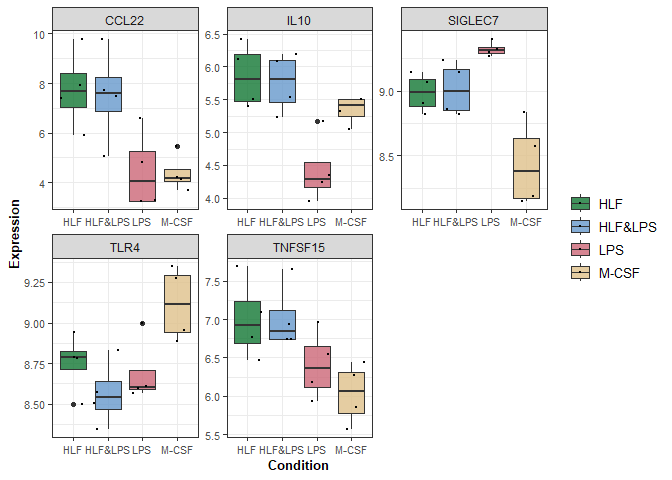 CCL22 IL10 SIGLEC7
10
8
6
4
6.5
6.0
5.5
5.0
4.5
4.0
9.0
8.5
HLF HLF&LPS LPS M-CSF
HLF HLF&LPS LPS M-CSF
HLF HLF&LPS LPS M-CSF
Expression
TLR4 TNFSF15
9.25
9.00
8.75
8.50
7.5
7.0
6.5
6.0
5.5
HLF HLF&LPS LPS M-CSF
HLF HLF&LPS LPS M-CSF
Condition
HLF
HLF&LPS
LPS
M-CSF